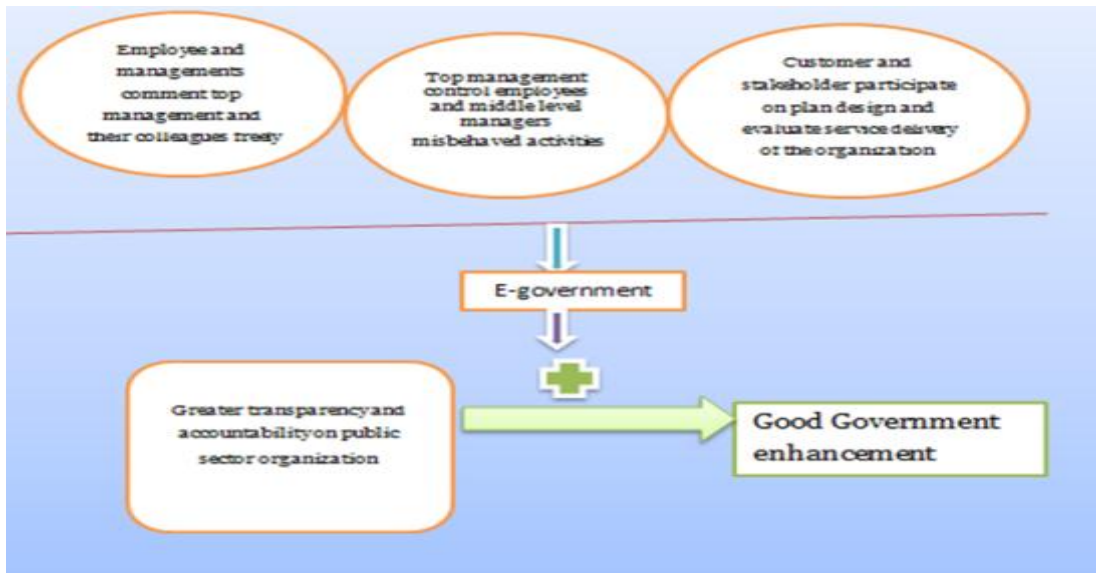 Employee and
managements
comment top
management and
their colleagues freely
Top management
control employees
and middle level
managers
misbehaved activities
Customer and
stakeholder participate
on plan design and
evaluate service delivery
of the organization
E-government
Greater transparency and
accountability on public
sector organization
Good Government
enhancement